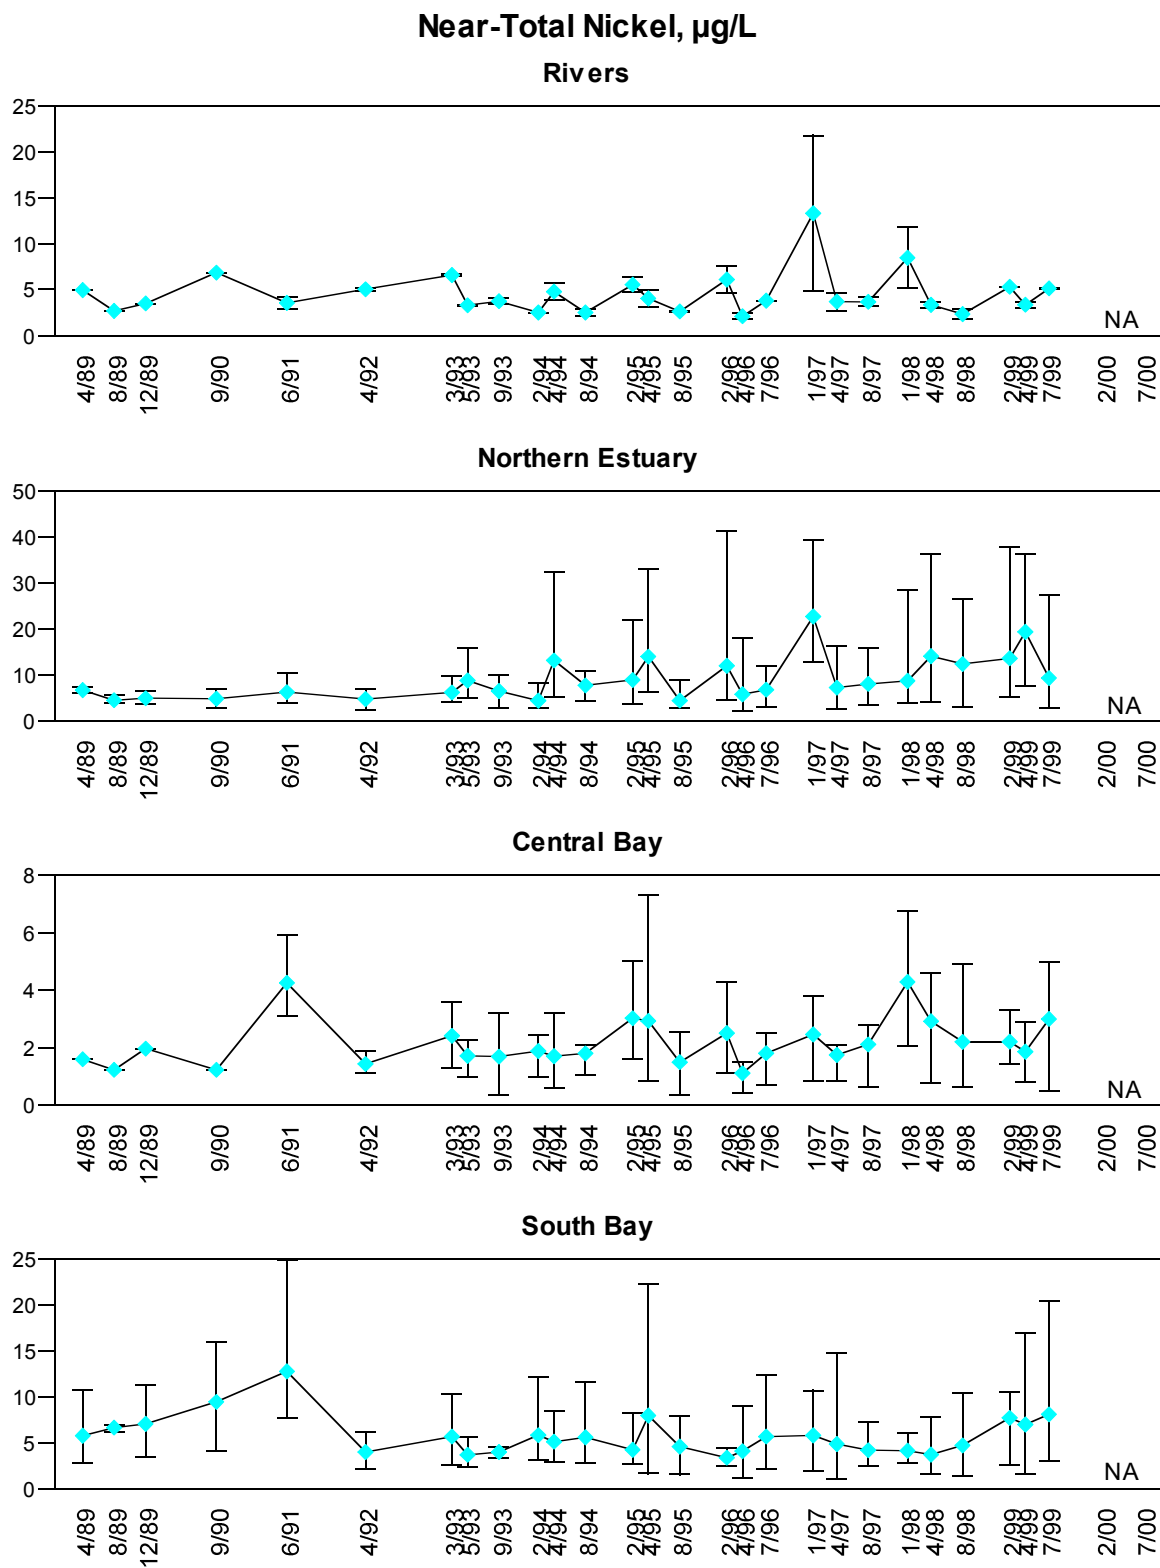 Near-Total Nickel, µg/L
Rivers
25
20
15
10
5
0
NA
4/89 8/89 12/89 9/90 6/91 4/92 3/93 5/93 9/93 2/94 4/94 8/94 2/95 4/95 8/95 2/96 4/96 7/96 1/97 4/97 8/97 1/98 4/98 8/98 2/99 4/99 7/99 2/00 7/00
Northern Estuary
50
40
30
20
10
0
NA
4/89 8/89 12/89 9/90 6/91 4/92 3/93 5/93 9/93 2/94 4/94 8/94 2/95 4/95 8/95 2/96 4/96 7/96 1/97 4/97 8/97 1/98 4/98 8/98 2/99 4/99 7/99 2/00 7/00
Central Bay
8
6
4
2
0
NA
4/89 8/89 12/89 9/90 6/91 4/92 3/93 5/93 9/93 2/94 4/94 8/94 2/95 4/95 8/95 2/96 4/96 7/96 1/97 4/97 8/97 1/98 4/98 8/98 2/99 4/99 7/99 2/00 7/00
South Bay
25
20
15
10
5
0
NA
4/89 8/89 12/89 9/90 6/91 4/92 3/93 5/93 9/93 2/94 4/94 8/94 2/95 4/95 8/95 2/96 4/96 7/96 1/97 4/97 8/97 1/98 4/98 8/98 2/99 4/99 7/99 2/00 7/00